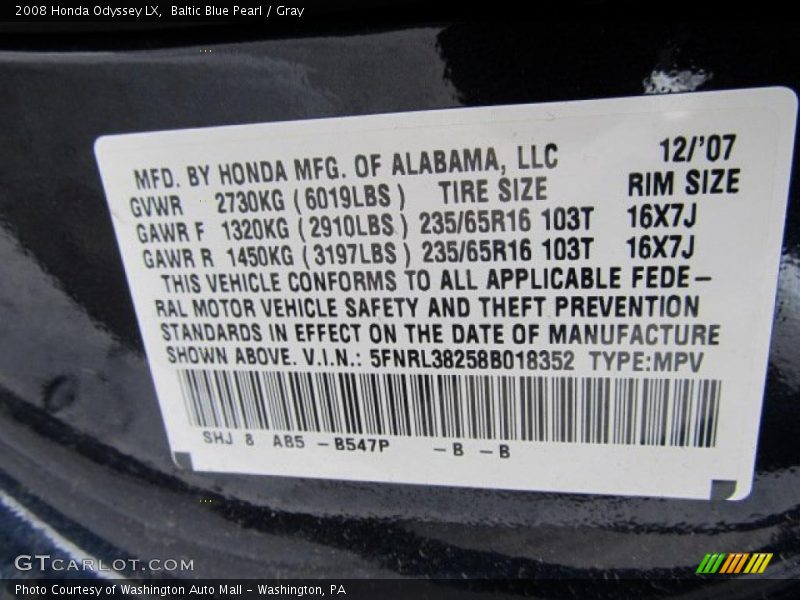 2008 Honda Odyssey LX, Baltic Blue Pearl / Gray
MFD. BY HONDA MFG. OF ALABAMA, LLC 12/'07
GVWR 2730KG (6019LBS) TIRE SIZE RIM SIZE
GAWR F 1320KG (2910LBS) 235/65R16 103T 16X7J
GAWR R 1450KG (3197LBS) 235/65R16 103T 16X7J
THIS VEHICLE CONFORMS TO ALL APPLICABLE FEDE-
RAL MOTOR VEHICLE SAFETY AND THEFT PREVENTION
STANDARDS IN EFFECT ON THE DATE OF MANUFACTURE
SHOWN ABOVE. V.I.N.: 5FNRL38258B018352 TYPE:MPV
SHJ 8 AB5 -B547P -B -B
GTCARLOT.COM
Photo Courtesy of Washington Auto Mall - Washington, PA